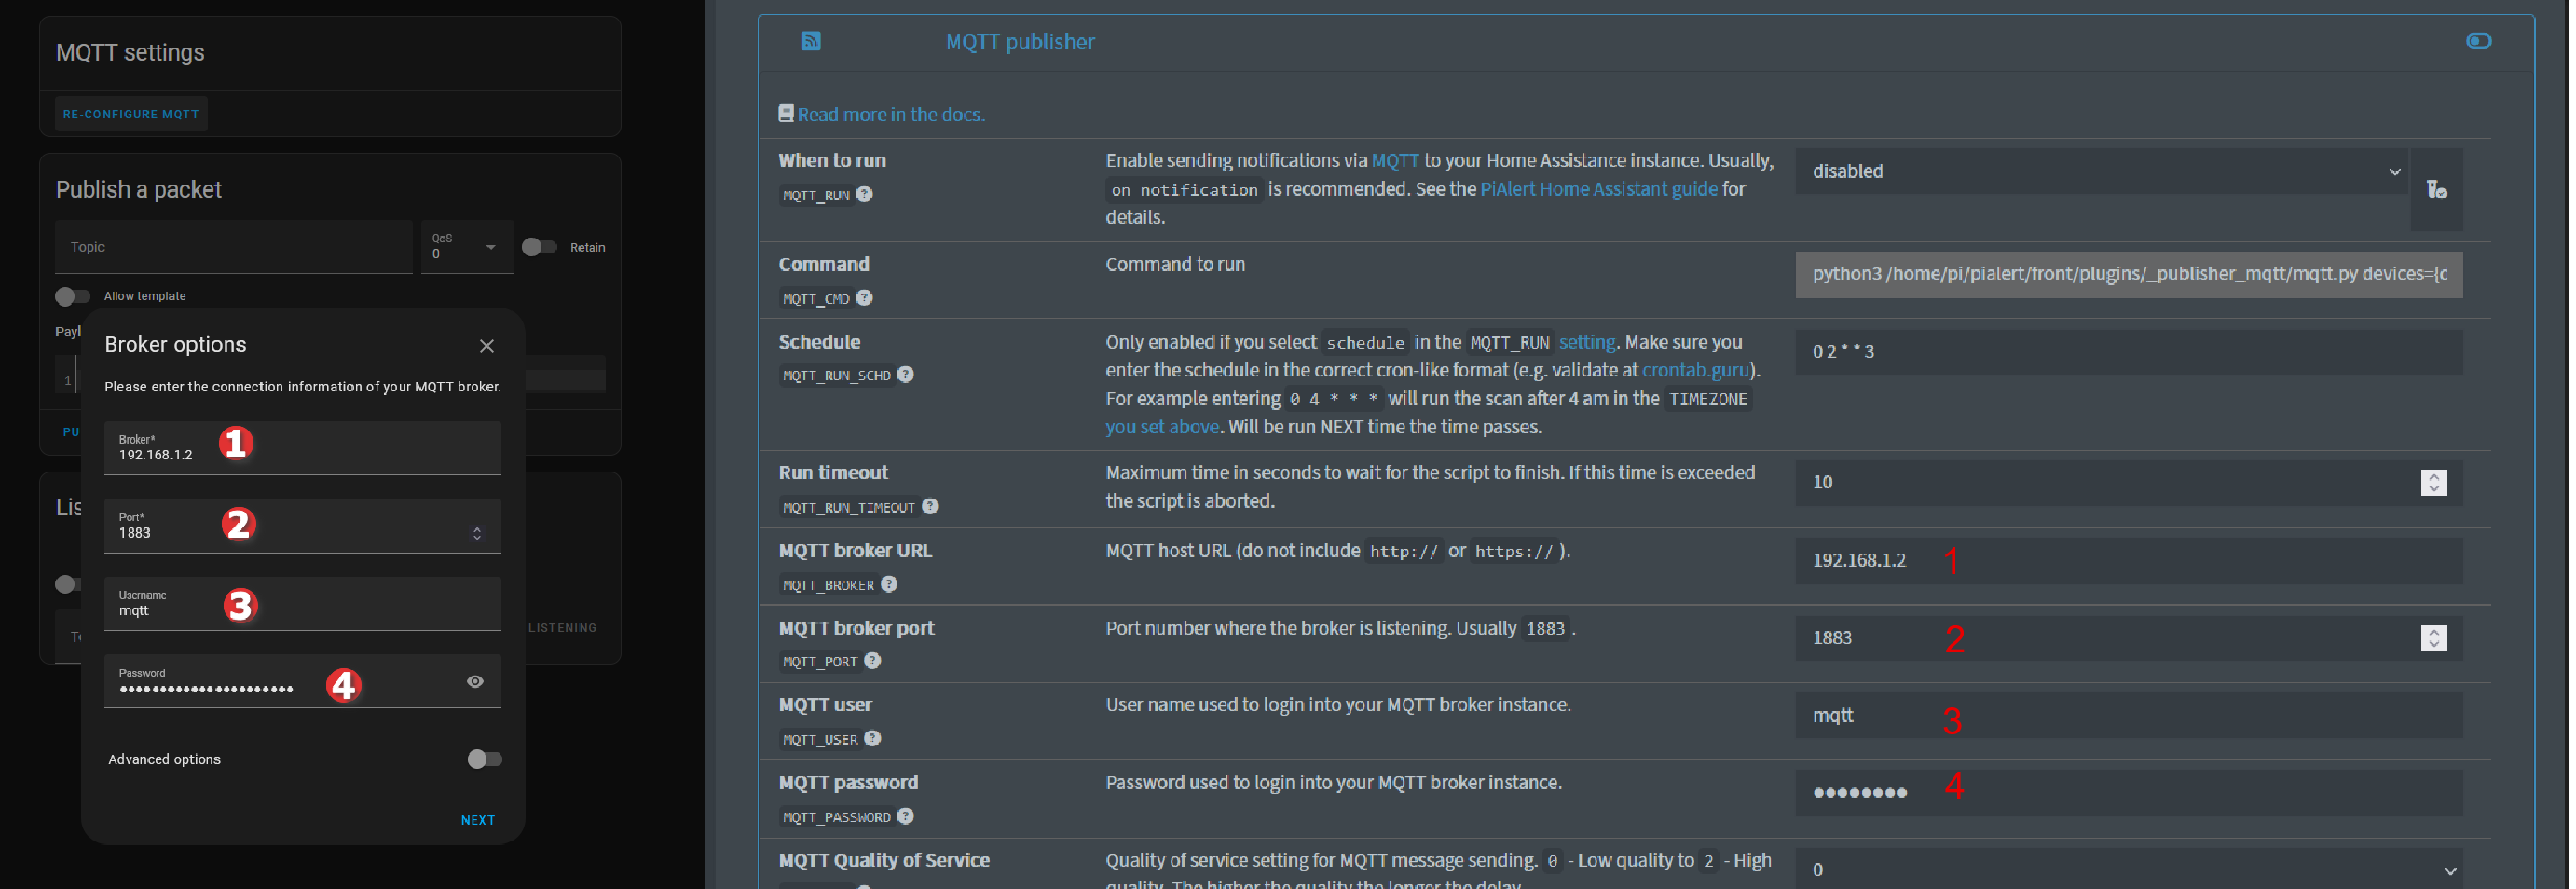 MQTT settings
RE-CONFIGURE MQTT
Publish a packet
Topic
QoS
0
Retain
Allow template
Payl
1
PU
Lis
LISTENING
Broker options
Please enter the connection information of your MQTT broker.
Broker*
192.168.1.2
1
Port*
1883
2
Username
mqtt
3
Password
4
Advanced options
NEXT
MQTT publisher
Read more in the docs.
When to run
MQTT_RUN
Enable sending notifications via MQTT to your Home Assistance instance. Usually,
on_notification is recommended. See the PiAlert Home Assistant guide for
details.
disabled
Command
MQTT_CMD
Command to run
python3 /home/pi/pialert/front/plugins/_publisher_mqtt/mqtt.py devices={c
Schedule
MQTT_RUN_SCHD
Only enabled if you select schedule in the MQTT_RUN setting. Make sure you
enter the schedule in the correct cron-like format (e.g. validate at crontab.guru).
For example entering 0 4 * * * will run the scan after 4 am in the TIMEZONE
you set above. Will be run NEXT time the time passes.
0 2 * * 3
Run timeout
MQTT_RUN_TIMEOUT
Maximum time in seconds to wait for the script to finish. If this time is exceeded
the script is aborted.
10
MQTT broker URL
MQTT_BROKER
MQTT host URL (do not include http:// or https:// ).
192.168.1.2
1
MQTT broker port
MQTT_PORT
Port number where the broker is listening. Usually 1883 .
1883
2
MQTT user
MQTT_USER
User name used to login into your MQTT broker instance.
mqtt
3
MQTT password
MQTT_PASSWORD
Password used to login into your MQTT broker instance.
4
MQTT Quality of Service
Quality of service setting for MQTT message sending. 0 - Low quality to 2 - High
quality. The higher the quality the longer the delay.
0